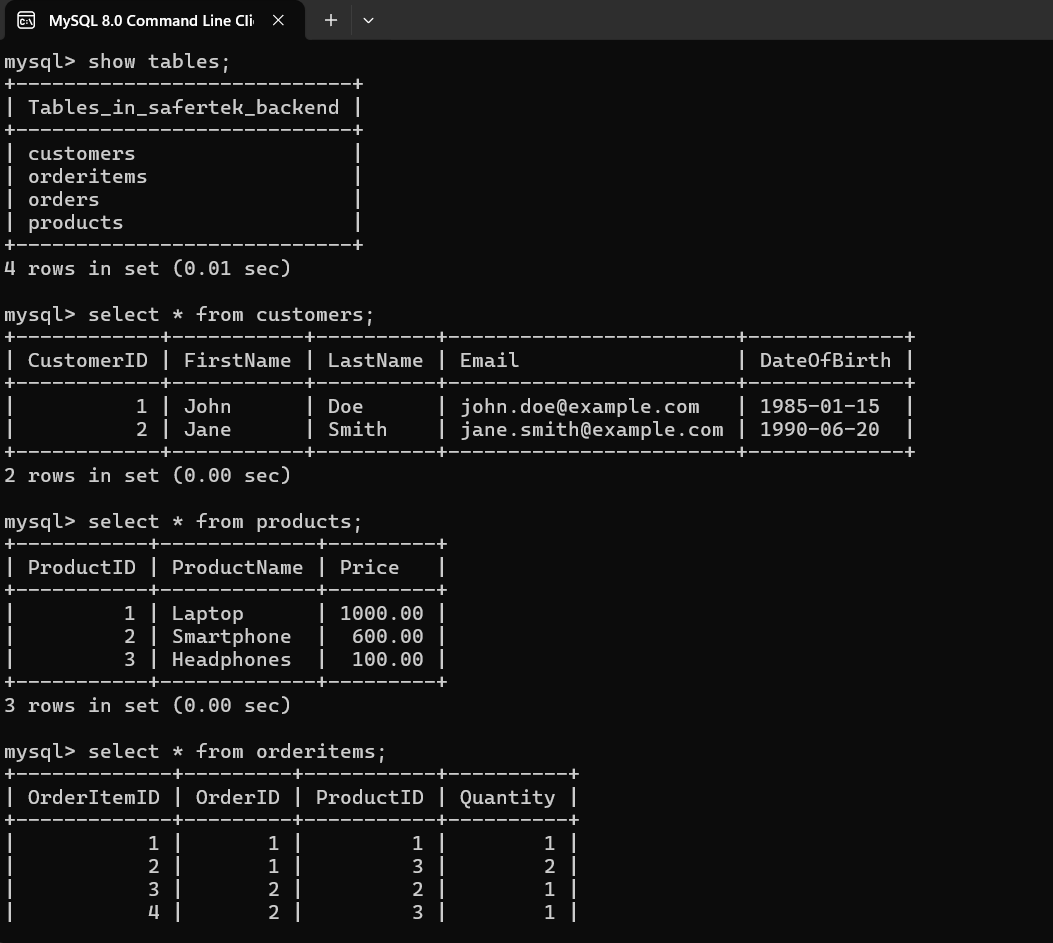 MySQL 8.0 Command Line Cli
mysql> show tables;
+----------------------------+
| Tables_in_safertek_backend |
+----------------------------+
| customers                  |
| orderitems                 |
| orders                     |
| products                   |
+----------------------------+
4 rows in set (0.01 sec)

mysql> select * from customers;
+------------+-----------+----------+------------------------+-------------+
| CustomerID | FirstName | LastName | Email                  | DateOfBirth |
+------------+-----------+----------+------------------------+-------------+
|          1 | John      | Doe      | john.doe@example.com   | 1985-01-15  |
|          2 | Jane      | Smith    | jane.smith@example.com | 1990-06-20  |
+------------+-----------+----------+------------------------+-------------+
2 rows in set (0.00 sec)

mysql> select * from products;
+-----------+-------------+---------+
| ProductID | ProductName | Price   |
+-----------+-------------+---------+
|         1 | Laptop      | 1000.00 |
|         2 | Smartphone  |  600.00 |
|         3 | Headphones  |  100.00 |
+-----------+-------------+---------+
3 rows in set (0.00 sec)

mysql> select * from orderitems;
+-------------+---------+-----------+----------+
| OrderItemID | OrderID | ProductID | Quantity |
+-------------+---------+-----------+----------+
|           1 |       1 |         1 |        1 |
|           2 |       1 |         3 |        2 |
|           3 |       2 |         2 |        1 |
|           4 |       2 |         3 |        1 |